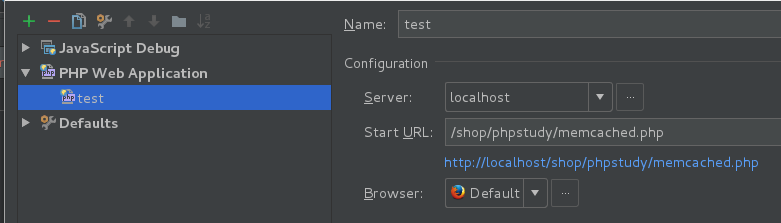 Name: test
JavaScript Debug
PHP Web Application
test
Defaults
Configuration
Server: localhost ...
Start URL: /shop/phpstudy/memcached.php
http://localhost/shop/phpstudy/memcached.php
Browser: Default ...